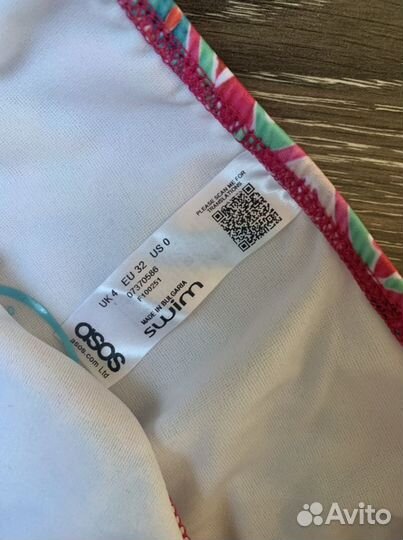 PLEASE SCAN ME FOR
TRANSLATIONS
UK 4 EU 32 US 0
07370586
F100251
MADE IN BULGARIA
swim
asos
asos.com Ltd
Avito